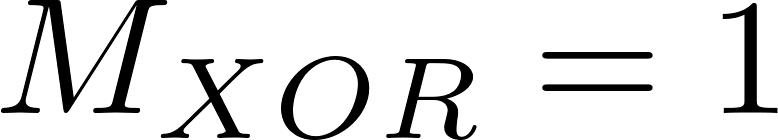 M_{XOR} = 1